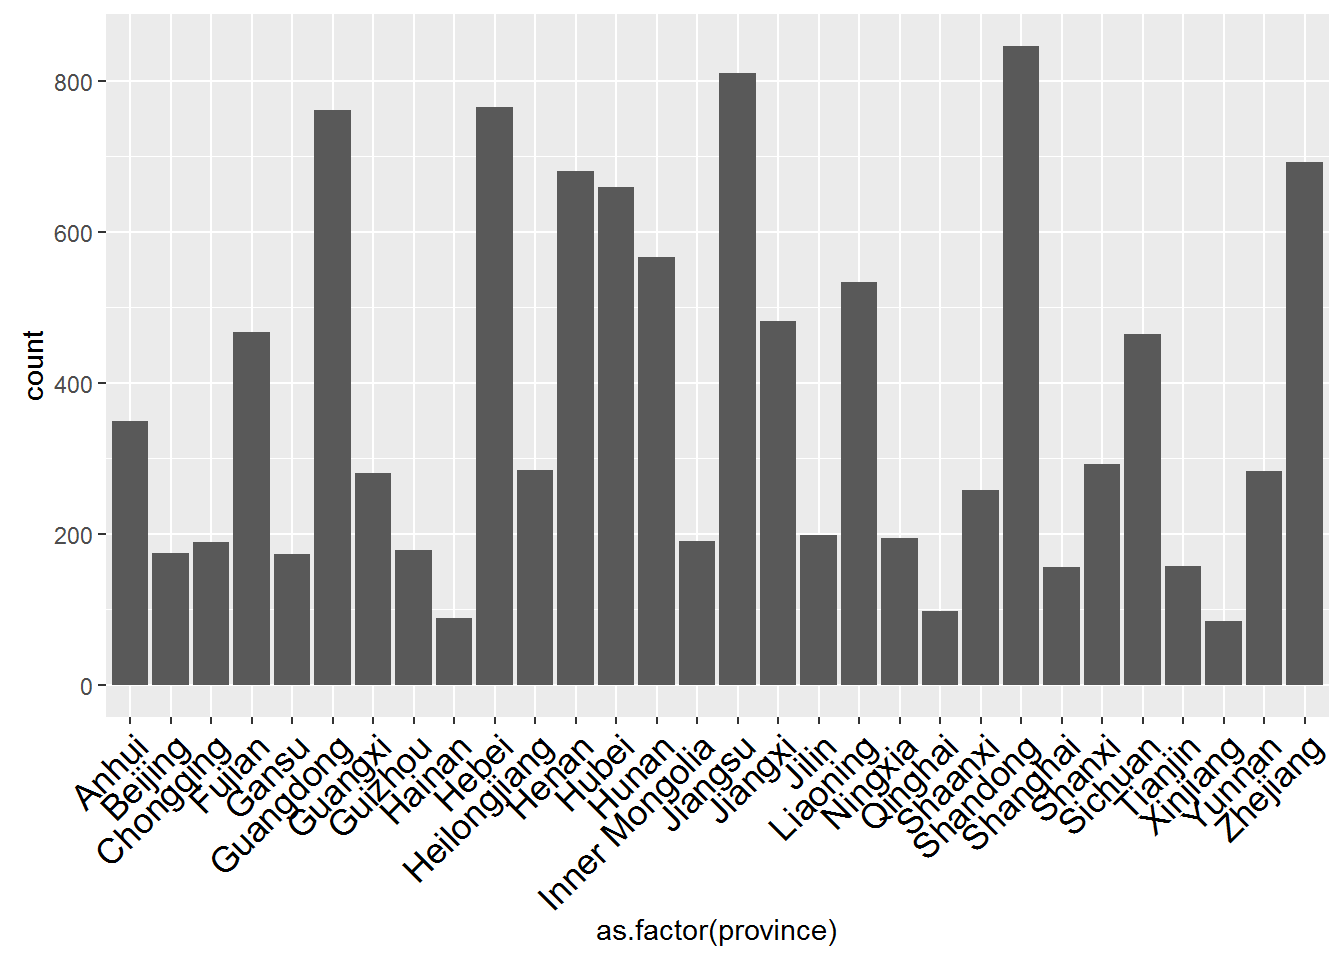 count
800
600
400
200
0
Anhui
Beijing
Chongqing
Fujian
Gansu
Guangdong
Guangxi
Guizhou
Hainan
Hebei
Heilongjiang
Henan
Hubei
Hunan
Inner Mongolia
Jiangsu
Jiangxi
Jilin
Liaoning
Ningxia
Qinghai
Shaanxi
Shandong
Shanghai
Shanxi
Sichuan
Tianjin
Xinjiang
Yunnan
Zhejiang
as.factor(province)